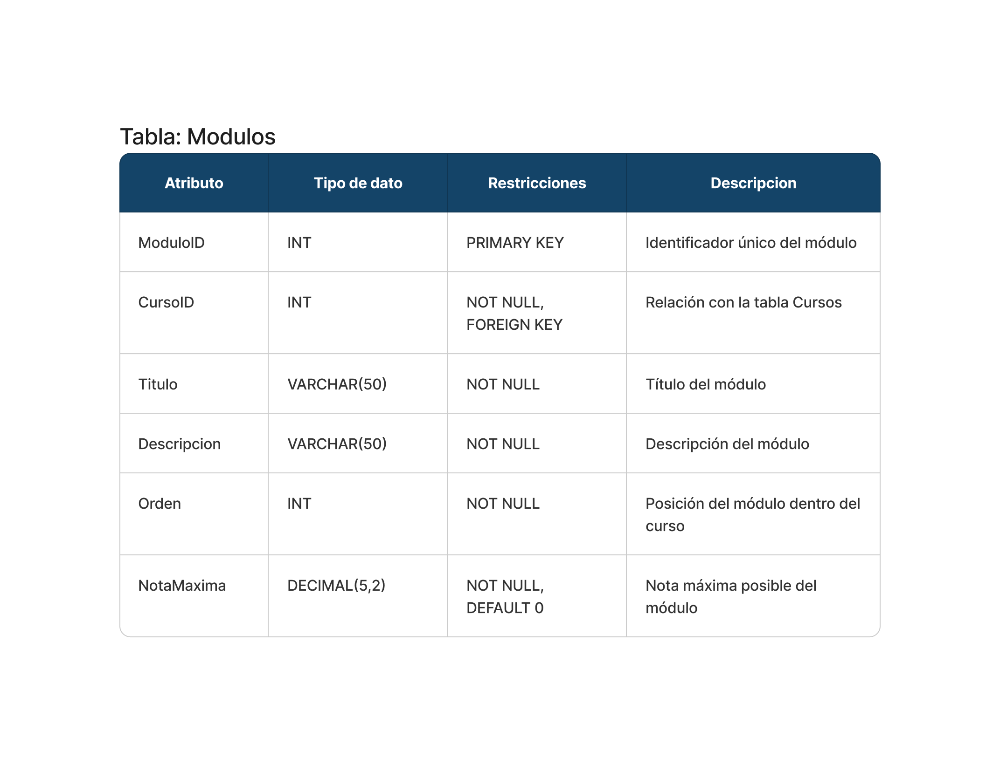 Tabla: Modulos
Atributo Tipo de dato Restricciones Descripcion
ModuloID INT PRIMARY KEY Identificador único del módulo
CursoID INT NOT NULL, Relación con la tabla Cursos
FOREIGN KEY
Titulo VARCHAR(50) NOT NULL Título del módulo
Descripcion VARCHAR(50) NOT NULL Descripción del módulo
Orden INT NOT NULL Posición del módulo dentro del
curso
NotaMaxima DECIMAL(5,2) NOT NULL, Nota máxima posible del
DEFAULT 0 módulo